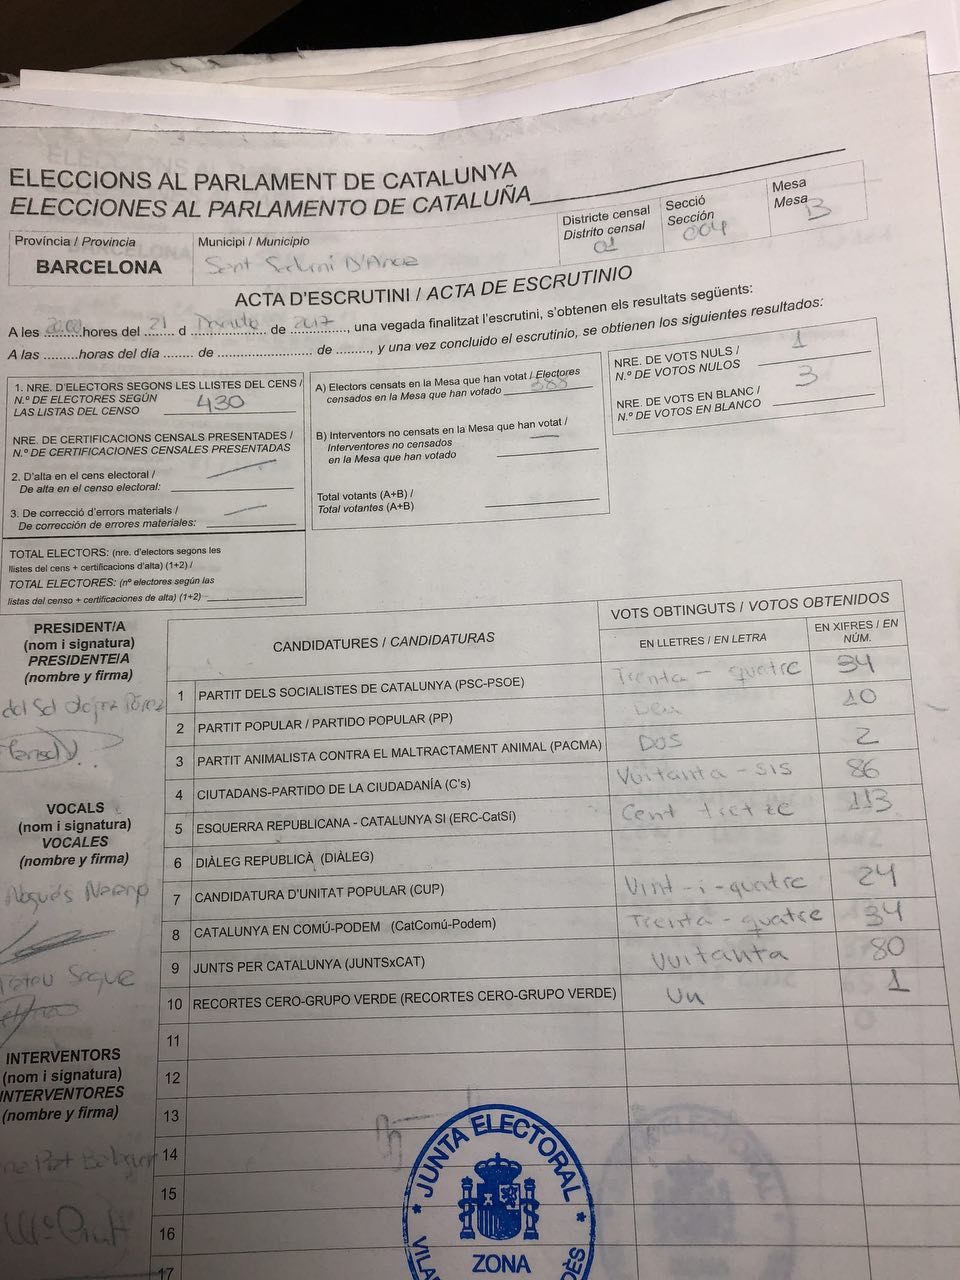 ELECCIONS AL PARLAMENT DE CATALUNYA
ELECCIONES AL PARLAMENTO DE CATALUÑA
Província / Provincia
BARCELONA
Municipi / Municipio
Sant Sadurni D'Anoia
Districte censal
Distrito censal
01
Secció
Sección
004
Mesa
Mesa
B
ACTA D'ESCRUTINI / ACTA DE ESCRUTINIO
A les hores del 21 d de 2017, una vegada finalitzat l'escrutini, s'obtenen els resultats següents:
A las .........horas del día ........ de ........................ de ........., y una vez concluido el escrutinio, se obtienen los siguientes resultados:
1. NRE. D'ELECTORS SEGONS LES LLISTES DEL CENS /
N.º DE ELECTORES SEGÚN
LAS LISTAS DEL CENSO 430
NRE. DE CERTIFICACIONS CENSALS PRESENTADES /
N.º DE CERTIFICACIONES CENSALES PRESENTADAS
2. D'alta en el cens electoral /
De alta en el censo electoral:
3. De correcció d'errors materials /
De corrección de errores materiales:
TOTAL ELECTORS: (nre. d'electors segons les
llistes del cens + certificacions d'alta) (1+2) /
TOTAL ELECTORES: (nº electores según las
listas del censo + certificaciones de alta) (1+2)
A) Electors censats en la Mesa que han votat / Electores
censados en la Mesa que han votado 388
B) Interventors no censats en la Mesa que han votat /
Interventores no censados
en la Mesa que han votado
Total votants (A+B) /
Total votantes (A+B)
NRE. DE VOTS NULS /
N.º DE VOTOS NULOS 1
NRE. DE VOTS EN BLANC /
N.º DE VOTOS EN BLANCO 3
PRESIDENT/A
(nom i signatura)
PRESIDENTE/A
(nombre y firma)
del Sol López Pérez
VOCALS
(nom i signatura)
VOCALES
(nombre y firma)
Nogués
INTERVENTORS
(nom i signatura)
INTERVENTORES
(nombre y firma)
CANDIDATURES / CANDIDATURAS
VOTS OBTINGUTS / VOTOS OBTENIDOS
EN LLETRES / EN LETRA
EN XIFRES / EN NÚM.
1 PARTIT DELS SOCIALISTES DE CATALUNYA (PSC-PSOE) Trenta-quatre 34
2 PARTIT POPULAR / PARTIDO POPULAR (PP) Deu 10
3 PARTIT ANIMALISTA CONTRA EL MALTRACTAMENT ANIMAL (PACMA) DOS 2
4 CIUTADANS-PARTIDO DE LA CIUDADANÍA (C's) Vuitanta-sis 86
5 ESQUERRA REPUBLICANA - CATALUNYA SI (ERC-CatSí) Cent tretze 113
6 DIÀLEG REPUBLICÀ (DIÀLEG)
7 CANDIDATURA D'UNITAT POPULAR (CUP) Vint-i-quatre 24
8 CATALUNYA EN COMÚ-PODEM (CatComú-Podem) Trenta-quatre 34
9 JUNTS PER CATALUNYA (JUNTSxCAT) Vuitanta 80
10 RECORTES CERO-GRUPO VERDE (RECORTES CERO-GRUPO VERDE) Un 1
11
12
13
14
15
16
17
* JUNTA ELECTORAL *
ZONA